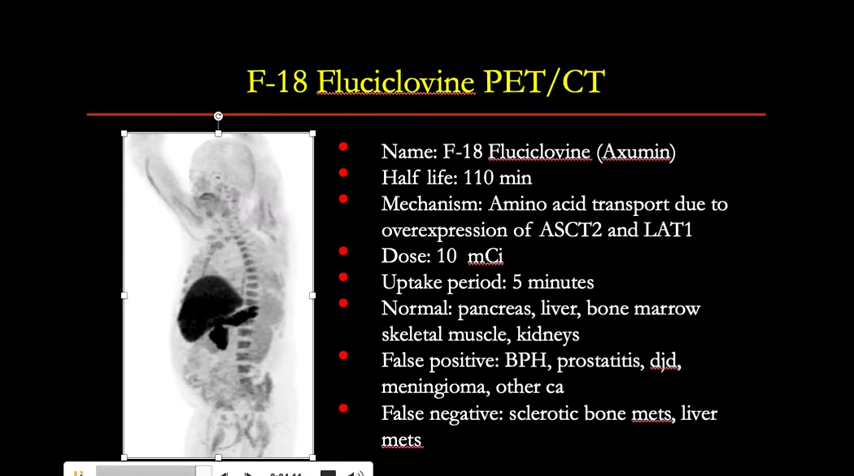 F-18 Fluciclovine PET/CT
Name: F-18 Fluciclovine (Axumin)
Half life: 110 min
Mechanism: Amino acid transport due to
overexpression of ASCT2 and LAT1
Dose: 10 mCi
Uptake period: 5 minutes
Normal: pancreas, liver, bone marrow
skeletal muscle, kidneys
False positive: BPH, prostatitis, djd,
meningioma, other ca
False negative: sclerotic bone mets, liver
mets